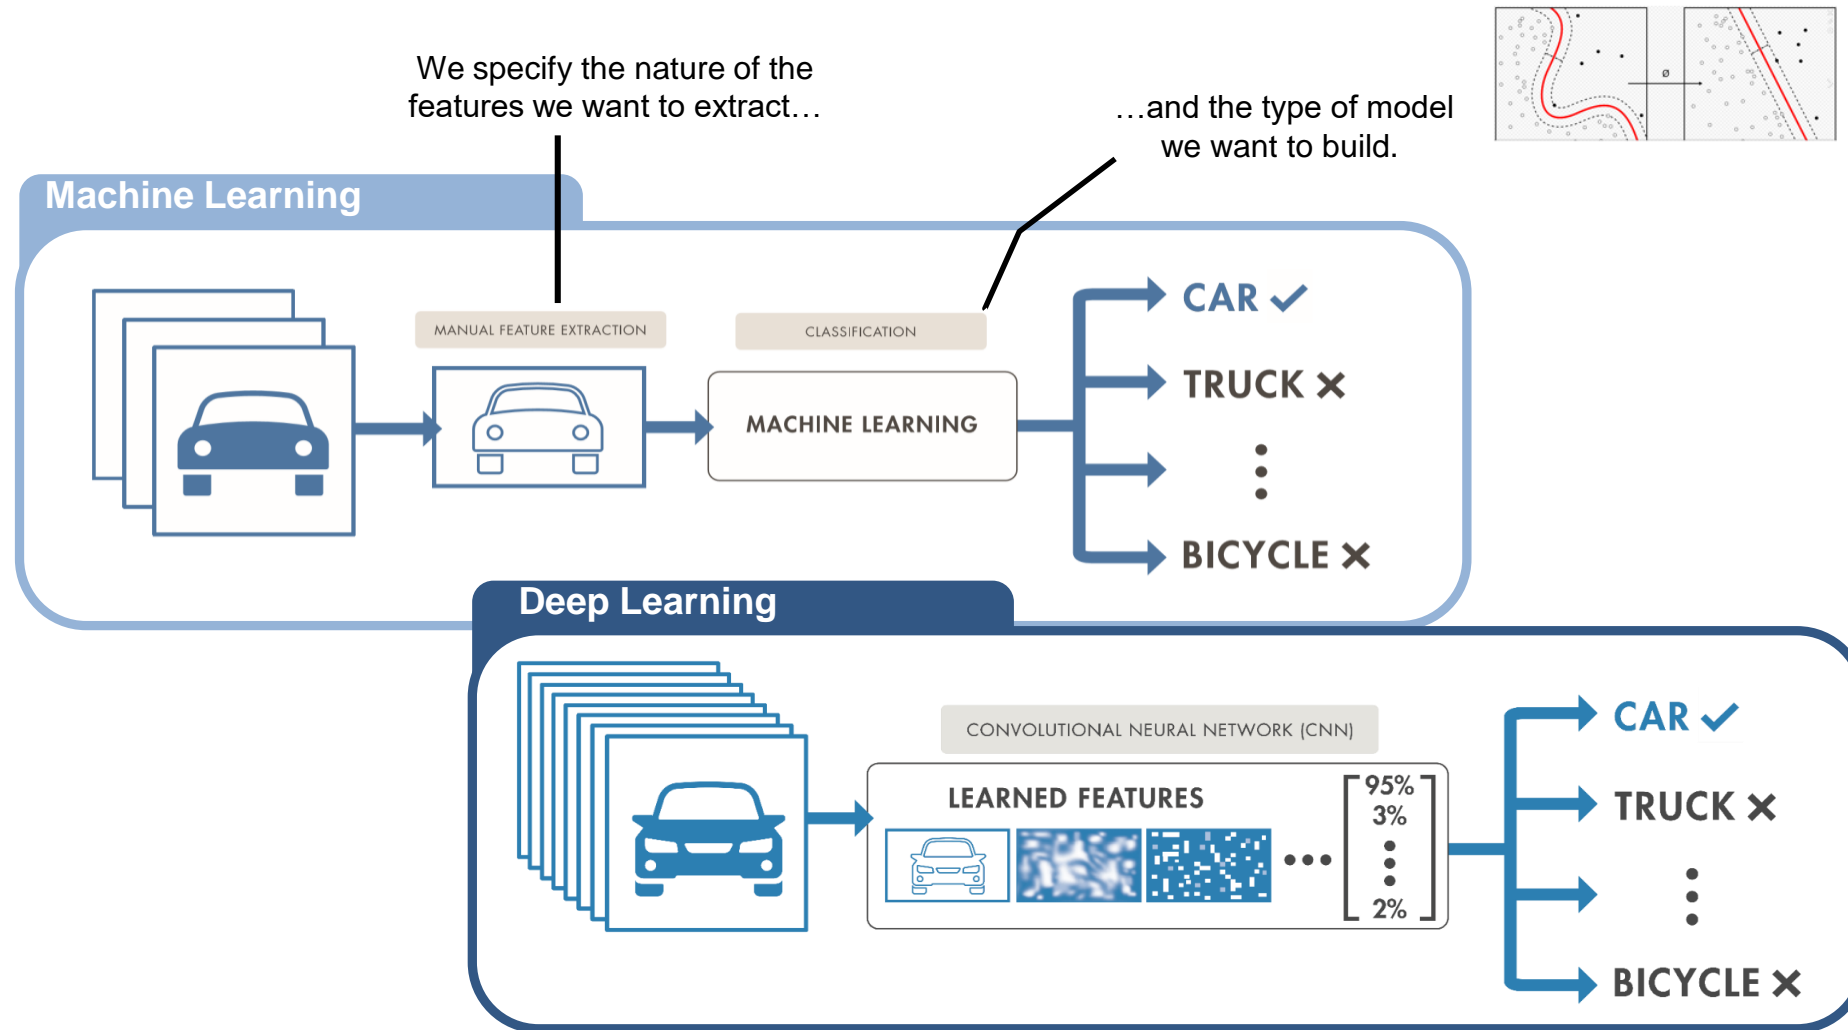 We specify the nature of the
features we want to extract…
…and the type of model
we want to build.
ø
Machine Learning
MANUAL FEATURE EXTRACTION
CLASSIFICATION
MACHINE LEARNING
CAR ✓
TRUCK ✕
BICYCLE ✕
Deep Learning
CONVOLUTIONAL NEURAL NETWORK (CNN)
LEARNED FEATURES
95%
3%
2%
CAR ✓
TRUCK ✕
BICYCLE ✕